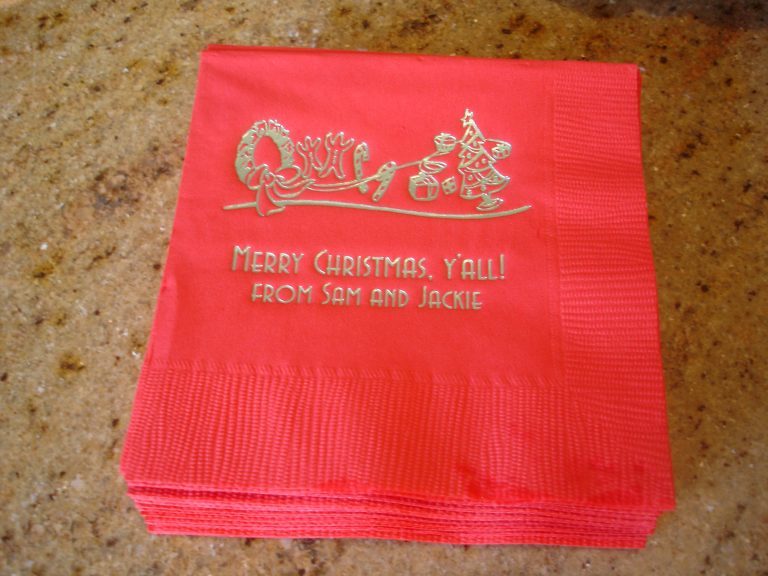 Merry Christmas, y'all!
from Sam and Jackie